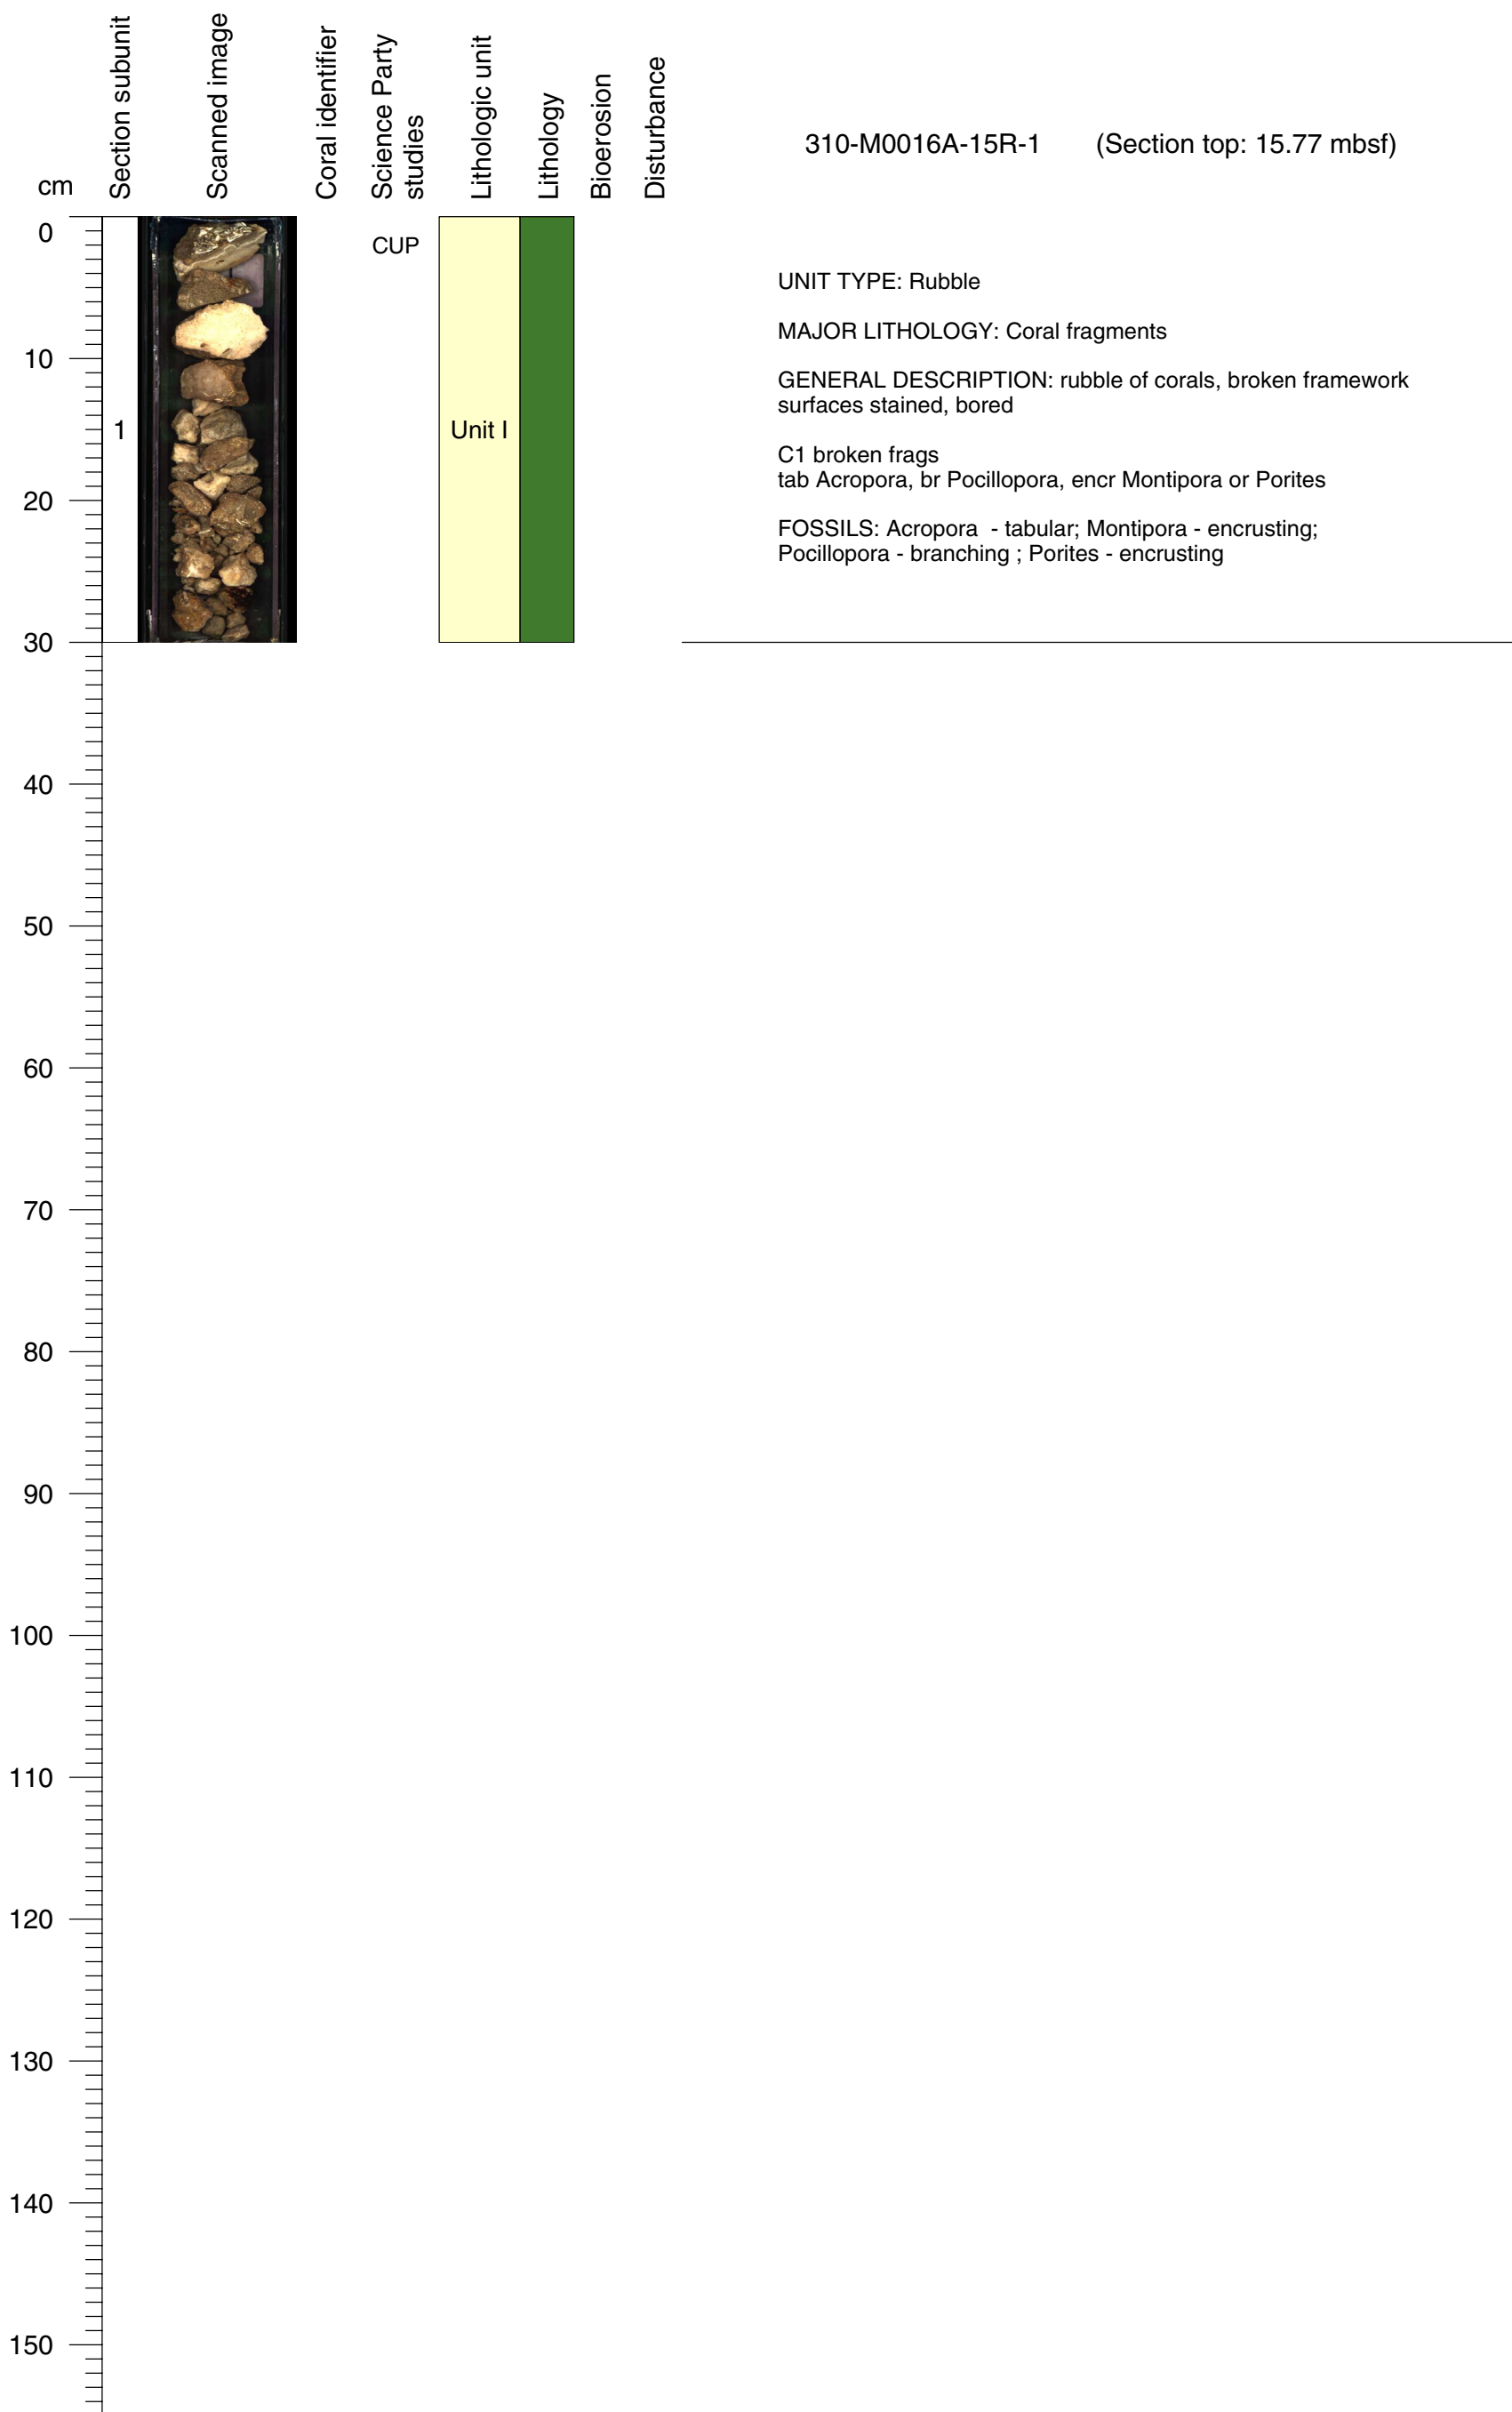 Section subunit
Scanned image
Coral identifier
Science Party
studies
Lithologic unit
Lithology
Bioerosion
Disturbance
310-M0016A-15R-1 (Section top: 15.77 mbsf)
cm
0
CUP
UNIT TYPE: Rubble
MAJOR LITHOLOGY: Coral fragments
10
GENERAL DESCRIPTION: rubble of corals, broken framework
surfaces stained, bored
1
Unit I
C1 broken frags
tab Acropora, br Pocillopora, encr Montipora or Porites
20
FOSSILS: Acropora - tabular; Montipora - encrusting;
Pocillopora - branching ; Porites - encrusting
30
40
50
60
70
80
90
100
110
120
130
140
150